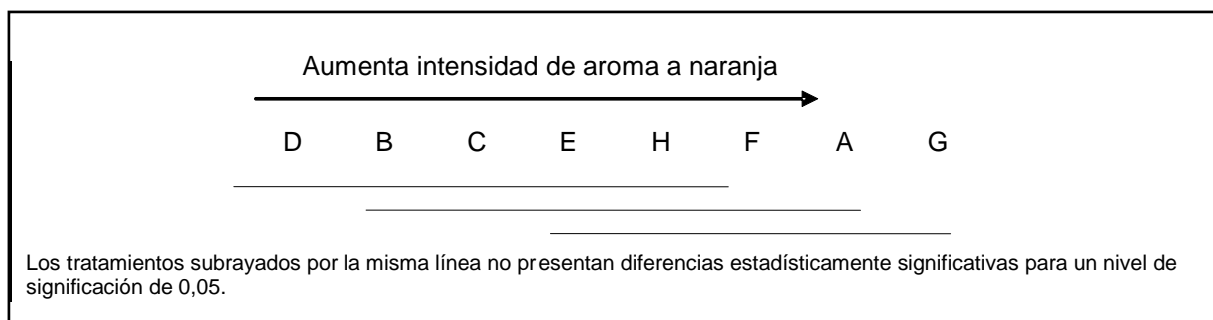 Aumenta intensidad de aroma a naranja
D B C E H F A G
Los tratamientos subrayados por la misma línea no presentan diferencias estadísticamente significativas para un nivel de
significación de 0,05.